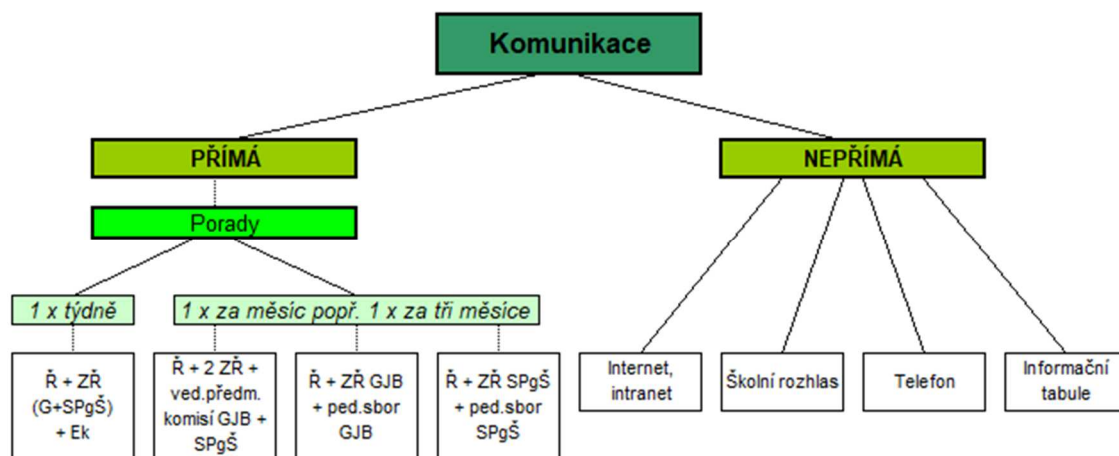 Komunikace
PŘÍMÁ
NEPŘÍMÁ
Porady
1 x týdně
1 x za měsíc popř. 1 x za tři měsíce
Ř + ZŘ
(G+SPgŠ)
+ Ek
Ř + 2 ZŘ +
ved.předm.
komisí GJB +
SPgŠ
Ř + ZŘ GJB
+ ped.sbor
GJB
Ř + ZŘ SPgŠ
+ ped.sbor
SPgŠ
Internet,
intranet
Školní rozhlas
Telefon
Informační
tabule